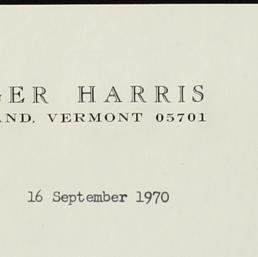 GER HARRIS
AND, VERMONT 05701
16 September 1970